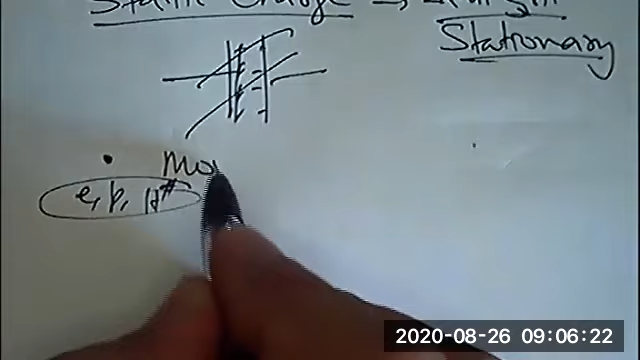 Static Charge →
Stationary
Mo
e, p, H
2020-08-26 09:06:22